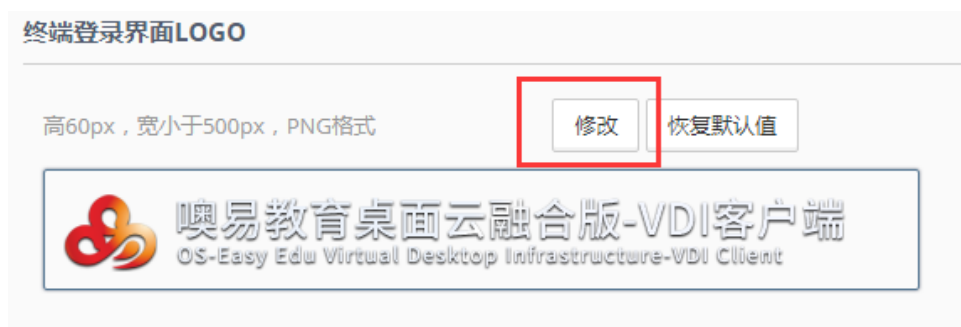 终端登录界面LOGO
高60px，宽小于500px，PNG格式 修改 恢复默认值
噢易教育桌面云融合版-VDI客户端
OS-Easy Edu Virtual Desktop Infrastructure-VDI Client